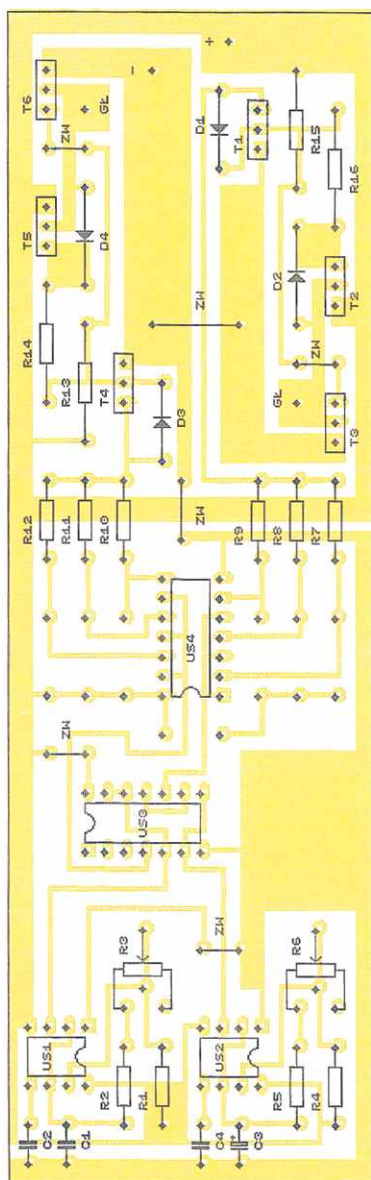 +
-
T6
GŁ
D1
T1
R15
ZW
R16
T5
D4
D2
T2
R14
R13
T4
ZW
ZW
D3
GŁ
T3
R12
R11
R10
ZW
R9
R8
R7
US4
ZW
US3
R3
ZW
R6
US1
US2
R2
R1
R5
R4
C2
C1
C4
+
C3